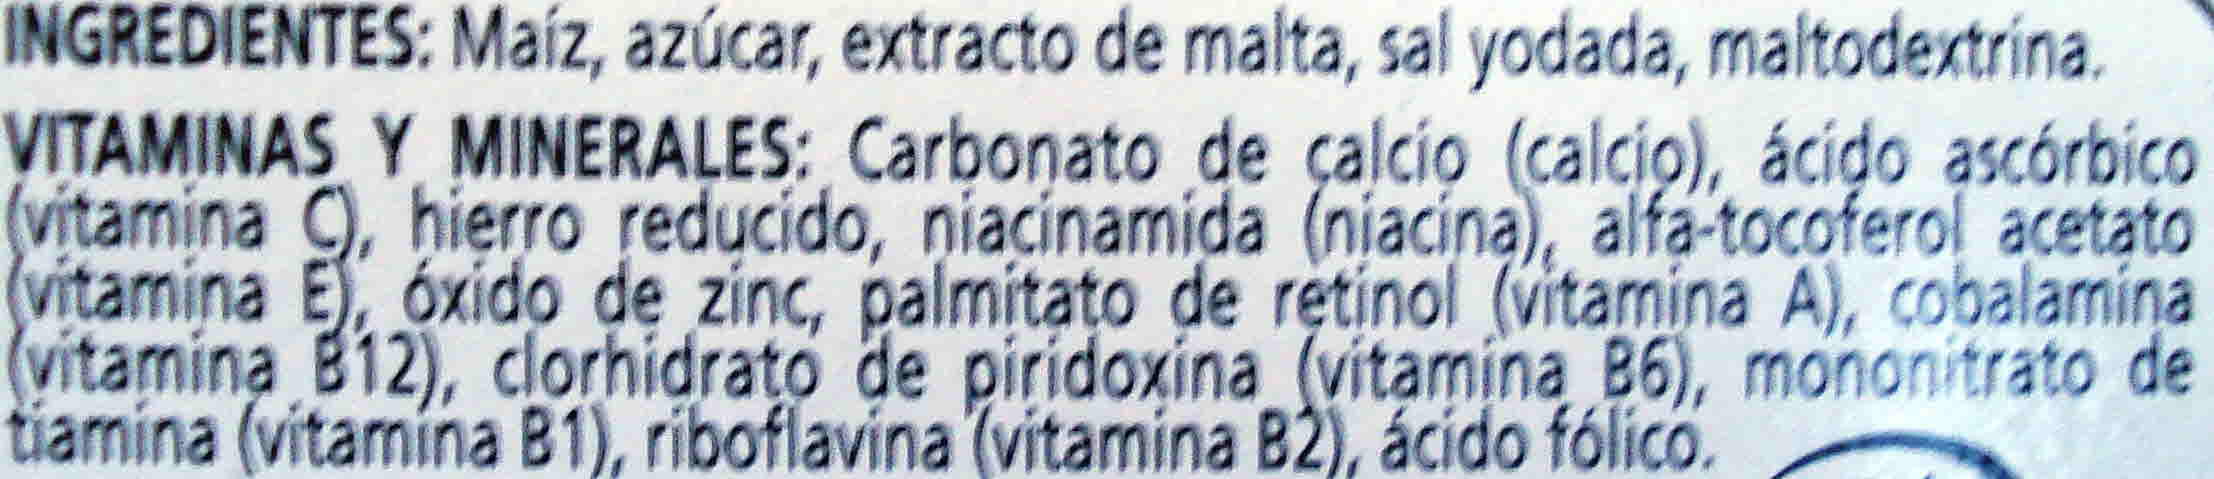 INGREDIENTES: Maíz, azúcar, extracto de malta, sal yodada, maltodextrina.
VITAMINAS Y MINERALES: Carbonato de calcio (calcio), ácido ascórbico
(vitamina C), hierro reducido, niacinamida (niacina), alfa-tocoferol acetato
(vitamina E), óxido de zinc, palmitato de retinol (vitamina A), cobalamina
(vitamina B12), clorhidrato de piridoxina (vitamina B6), mononitrato de
tiamina (vitamina B1), riboflavina (vitamina B2), ácido fólico.